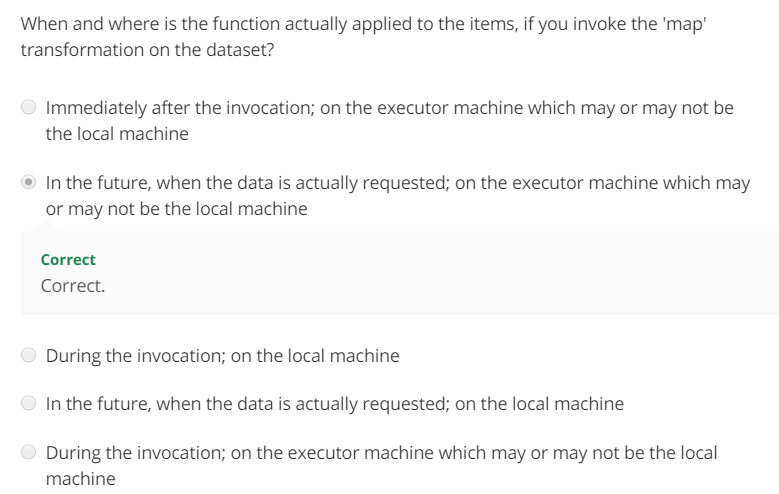 When and where is the function actually applied to the items, if you invoke the 'map'
transformation on the dataset?
Immediately after the invocation; on the executor machine which may or may not be
the local machine
In the future, when the data is actually requested; on the executor machine which may
or may not be the local machine
Correct
Correct.
During the invocation; on the local machine
In the future, when the data is actually requested; on the local machine
During the invocation; on the executor machine which may or may not be the local
machine